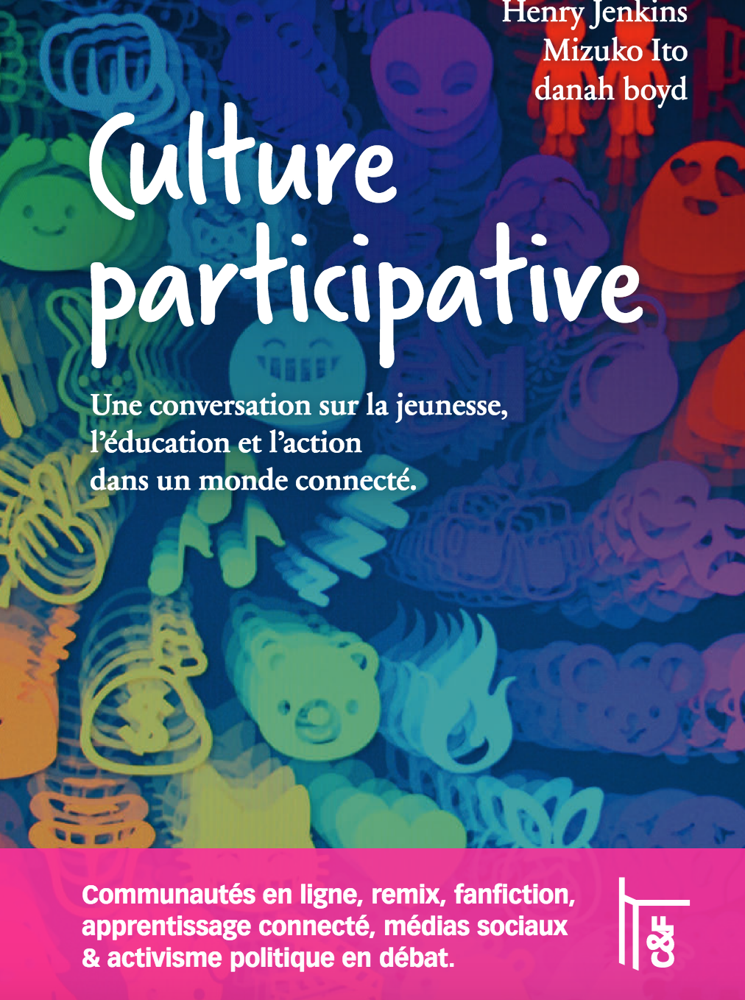 Henry Jenkins
Mizuko Ito
danah boyd
Culture
participative
Une conversation sur la jeunesse,
l’éducation et l’action
dans un monde connecté.
Communautés en ligne, remix, fanfiction,
apprentissage connecté, médias sociaux
& activisme politique en débat.
C&F